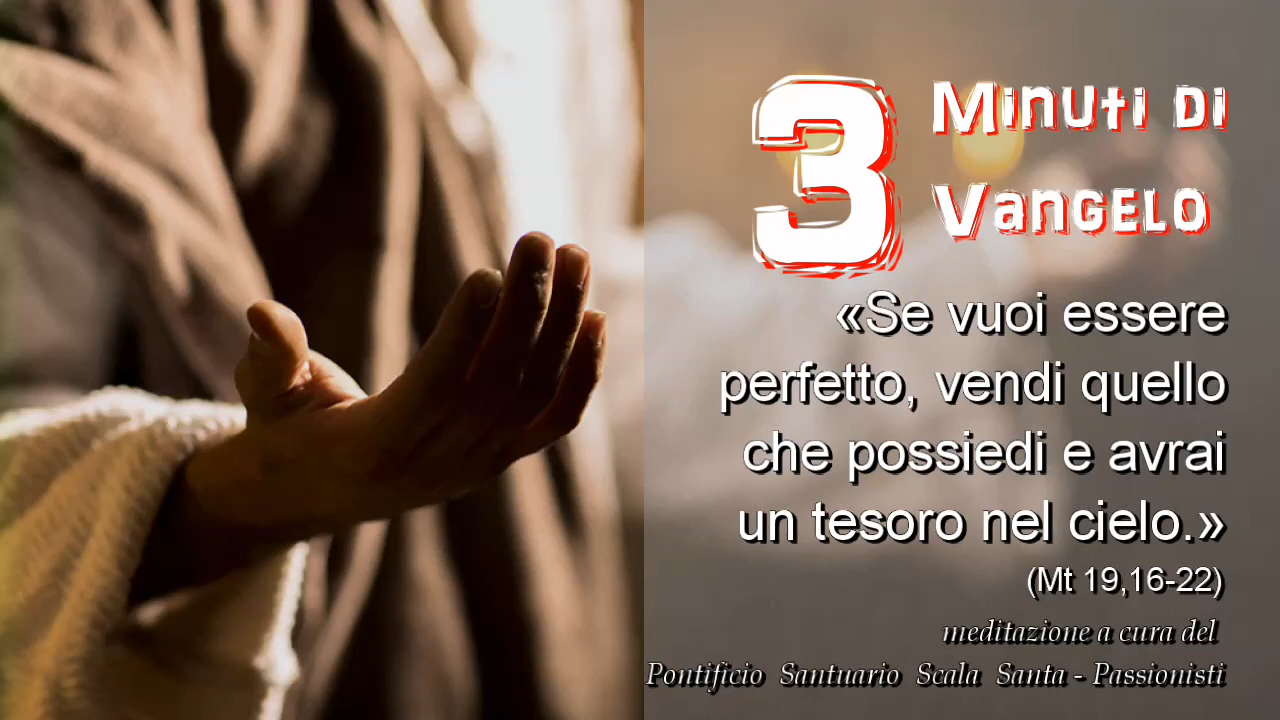 3 Minuti di
Vangelo
«Se vuoi essere
perfetto, vendi quello
che possiedi e avrai
un tesoro nel cielo.»
(Mt 19,16-22)
meditazione a cura del
Pontificio Santuario Scala Santa - Passionisti